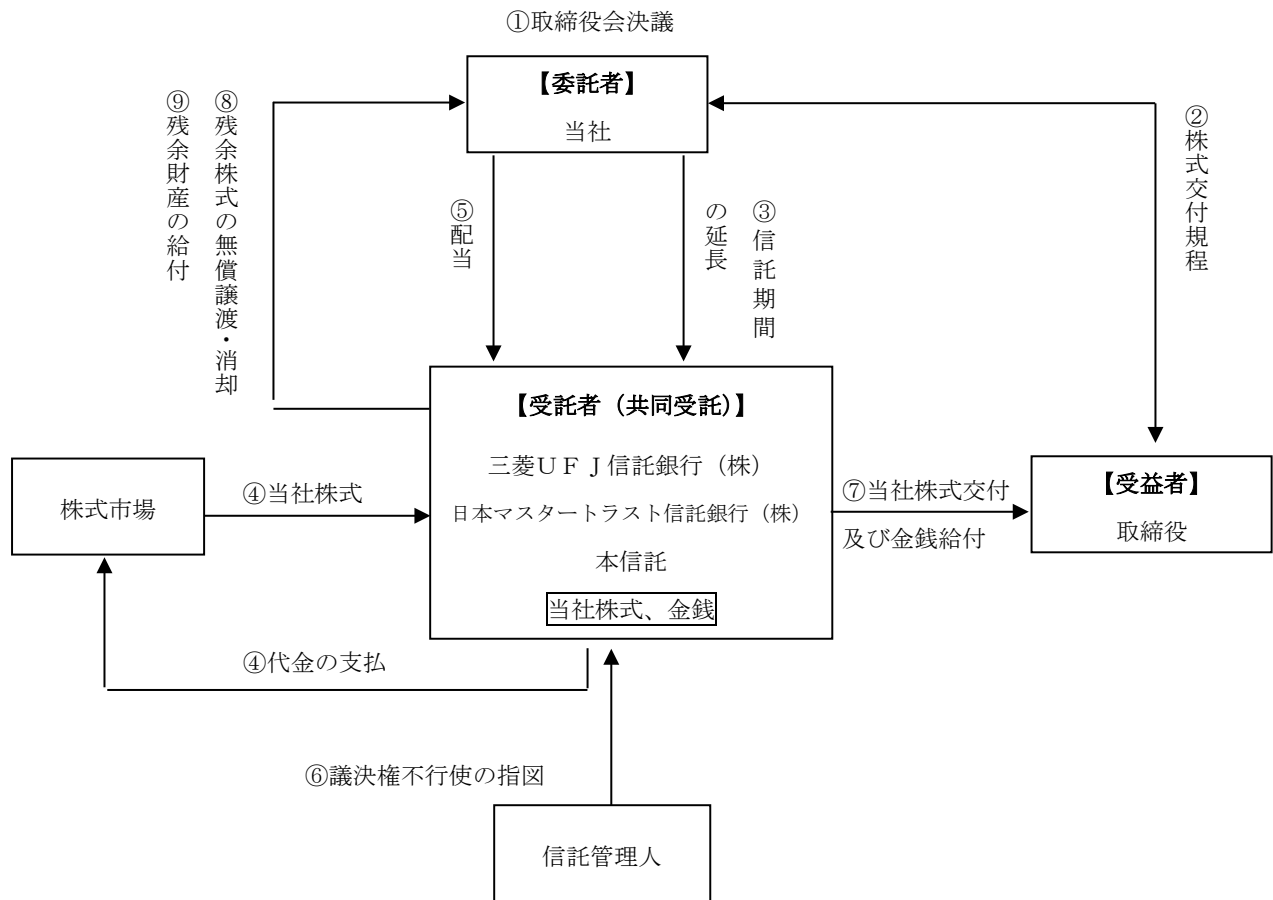 ①取締役会決議
【委託者】
当社
⑨残余財産の給付
⑧残余株式の無償譲渡・消却
②株式交付規程
⑤配当
③信託期間
の延長
【受託者（共同受託）】
三菱ＵＦＪ信託銀行（株）
日本マスタートラスト信託銀行（株）
本信託
当社株式、金銭
株式市場
④当社株式
⑦当社株式交付
及び金銭給付
【受益者】
取締役
④代金の支払
⑥議決権不行使の指図
信託管理人